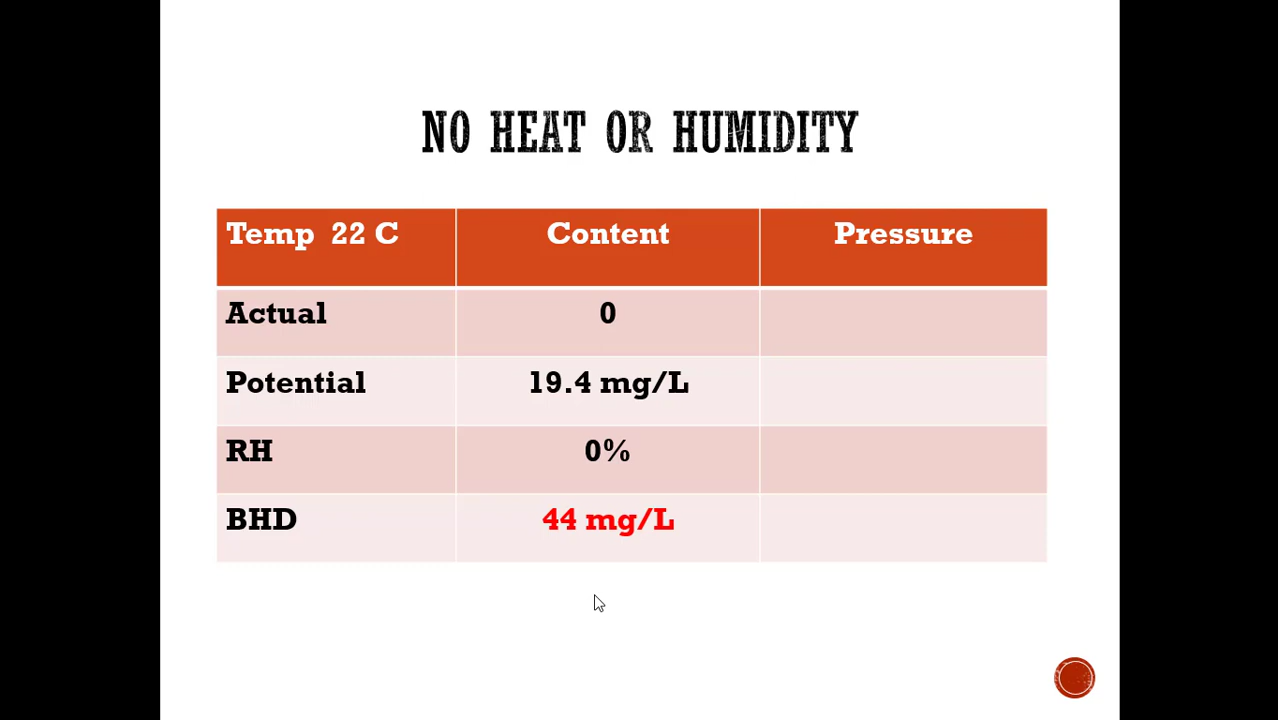 NO HEAT OR HUMIDITY
Temp 22 C Content Pressure
Actual 0
Potential 19.4 mg/L
RH 0%
BHD 44 mg/L